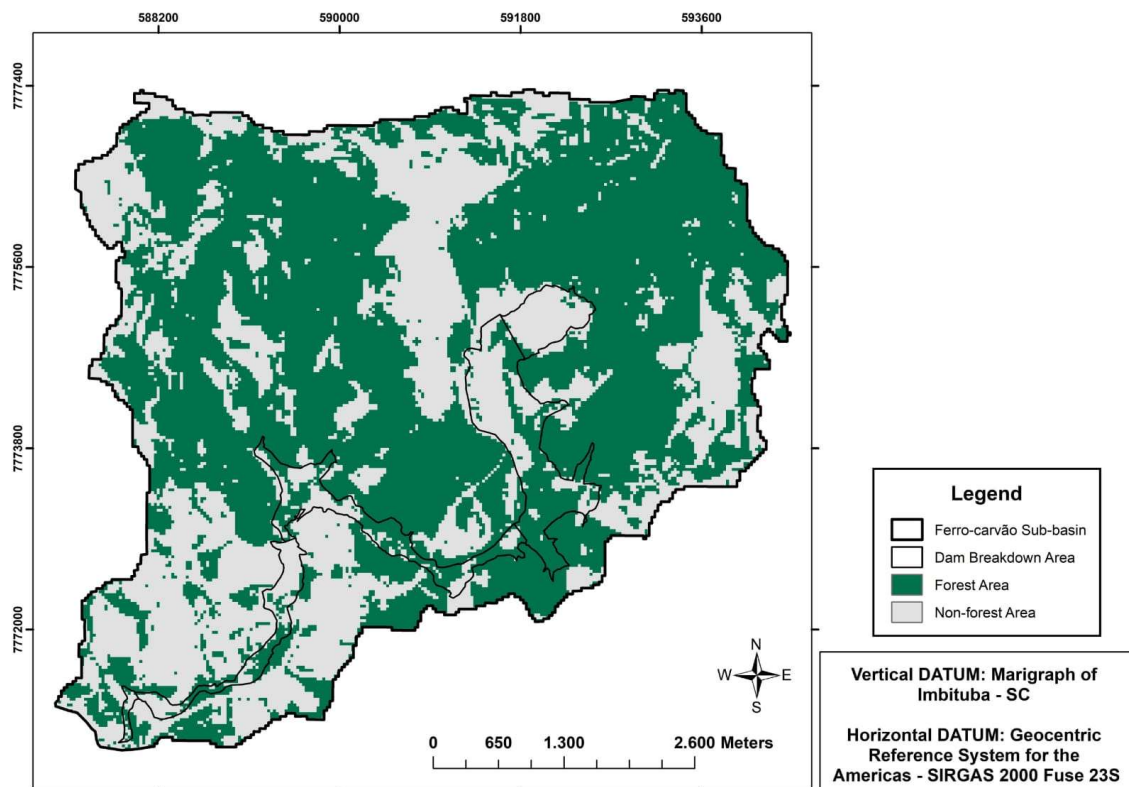 588200
590000
591800
593600
7777400
7775600
7773800
7772000
Legend
Ferro-carvão Sub-basin
Dam Breakdown Area
Forest Area
Non-forest Area
N
W
E
S
0
650
1.300
2.600 Meters
Vertical DATUM: Marigraph of
Imbituba - SC
Horizontal DATUM: Geocentric
Reference System for the
Americas - SIRGAS 2000 Fuse 23S